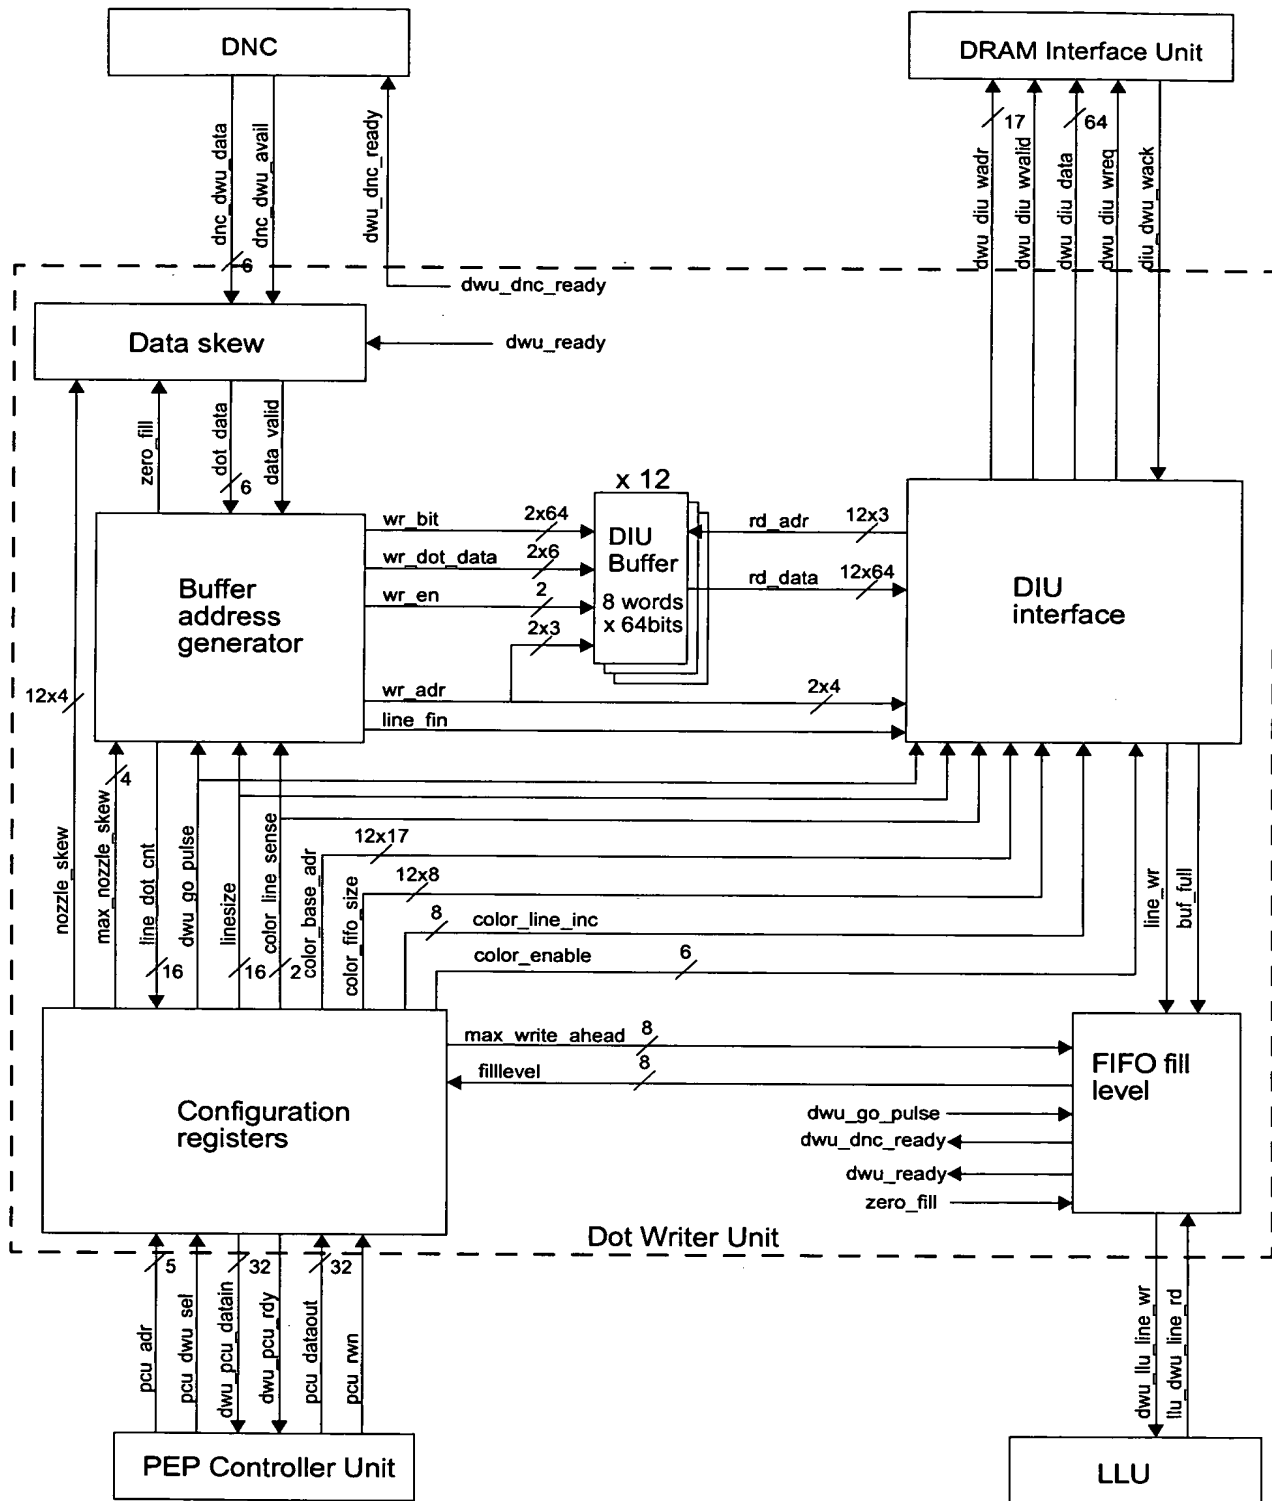 DNC
DRAM Interface Unit
dnc_dwu_data
dnc_dwu_avail
dwu_dnc_ready
6
dwu_diu_wadr
17
dwu_diu_wvalid
dwu_diu_data
64
dwu_diu_wreq
diu_dwu_wack
dwu_dnc_ready
Data skew
dwu_ready
zero_fill
dot_data
6
data_valid
x 12
Buffer
address
generator
wr_bit
2x64
wr_dot_data
2x6
wr_en
2
2x3
DIU
Buffer
8 words
x 64bits
rd_adr
12x3
rd_data
12x64
DIU
interface
wr_adr
2x4
line_fin
12x4
nozzle_skew
4
max_nozzle_skew
line_dot_cnt
16
dwu_go_pulse
linesize
16
color_line_sense
2
color_base_adr
12x17
color_fifo_size
12x8
8
color_line_inc
color_enable
6
line_wr
buf_full
Configuration
registers
max_write_ahead
8
filllevel
8
FIFO fill
level
dwu_go_pulse
dwu_dnc_ready
dwu_ready
zero_fill
Dot Writer Unit
pcu_adr
5
pcu_dwu_sel
dwu_pcu_datain
32
dwu_pcu_rdy
pcu_dataout
32
pcu_rwn
dwu_llu_line_wr
llu_dwu_line_rd
PEP Controller Unit
LLU